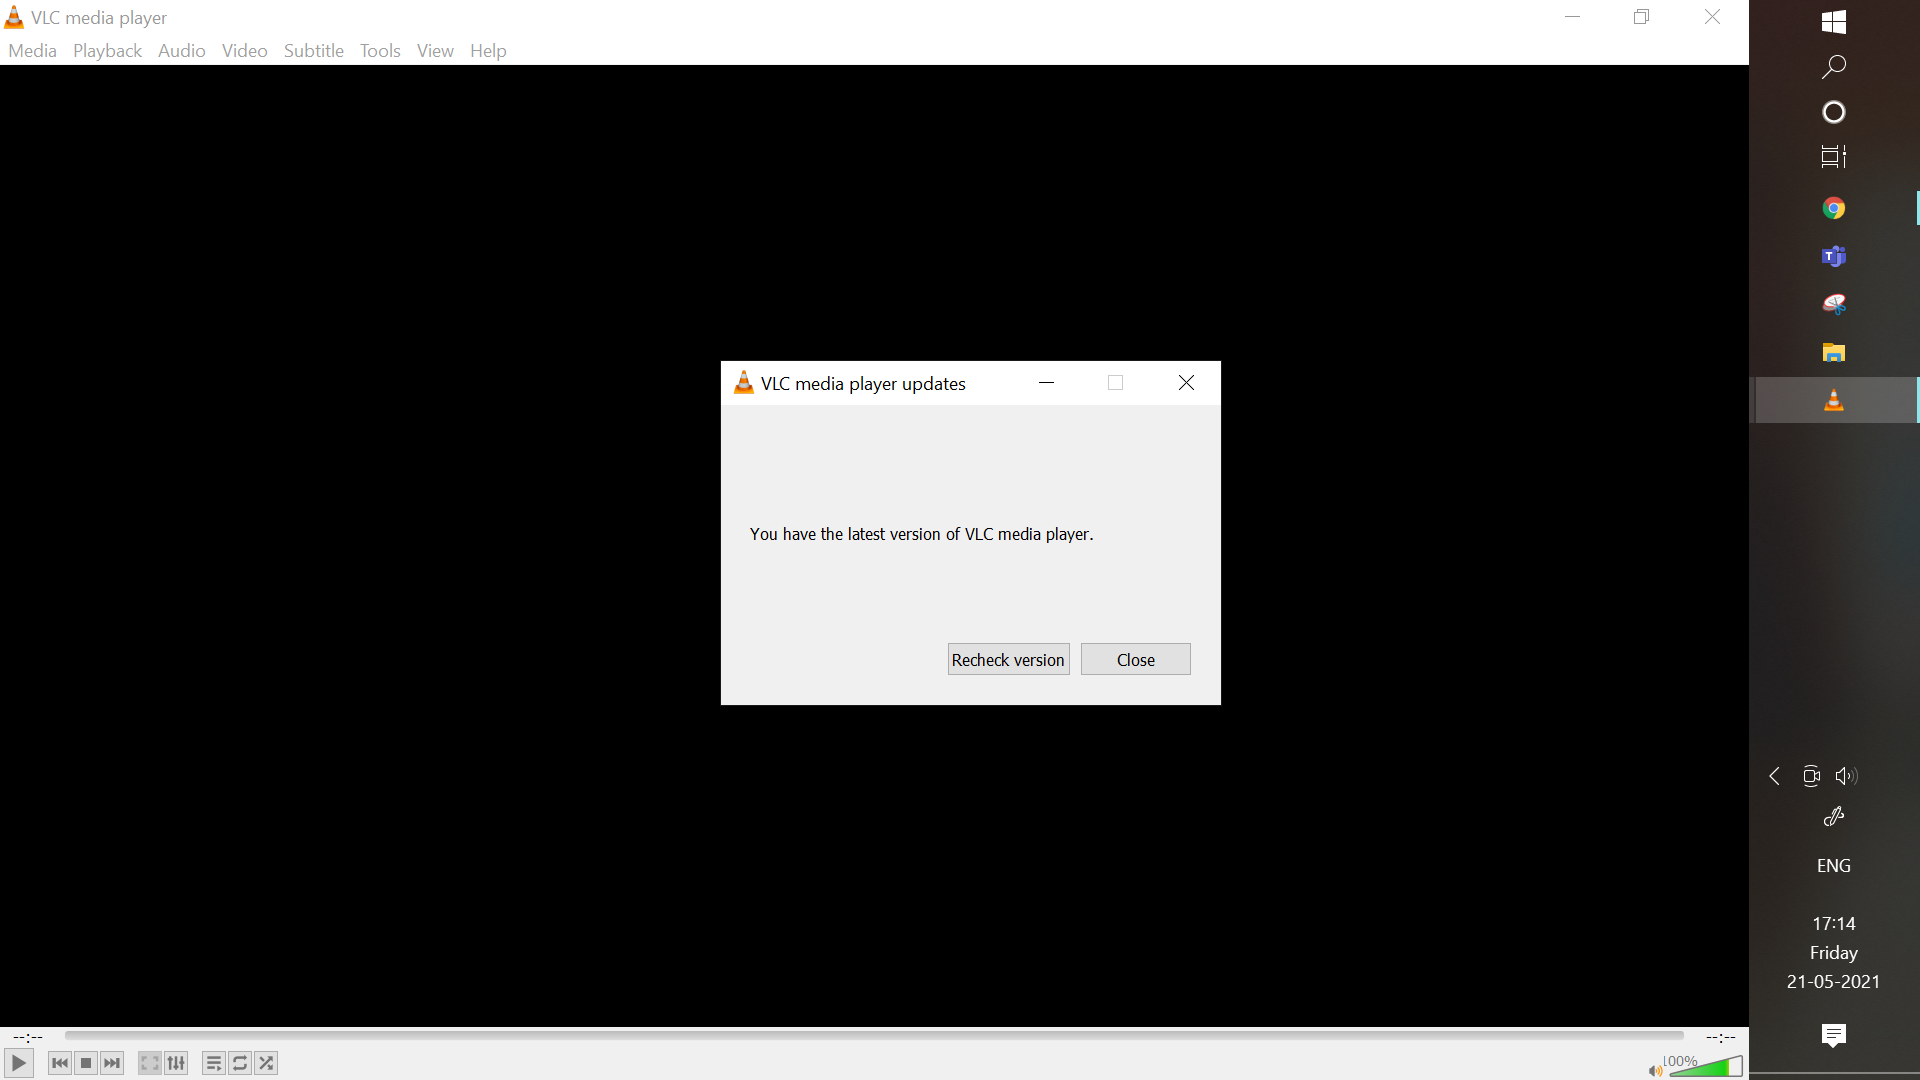 VLC media player
Media Playback Audio Video Subtitle Tools View Help
VLC media player updates
You have the latest version of VLC media player.
Recheck version Close
ENG
17:14
Friday
21-05-2021
--:-- --:--
100%